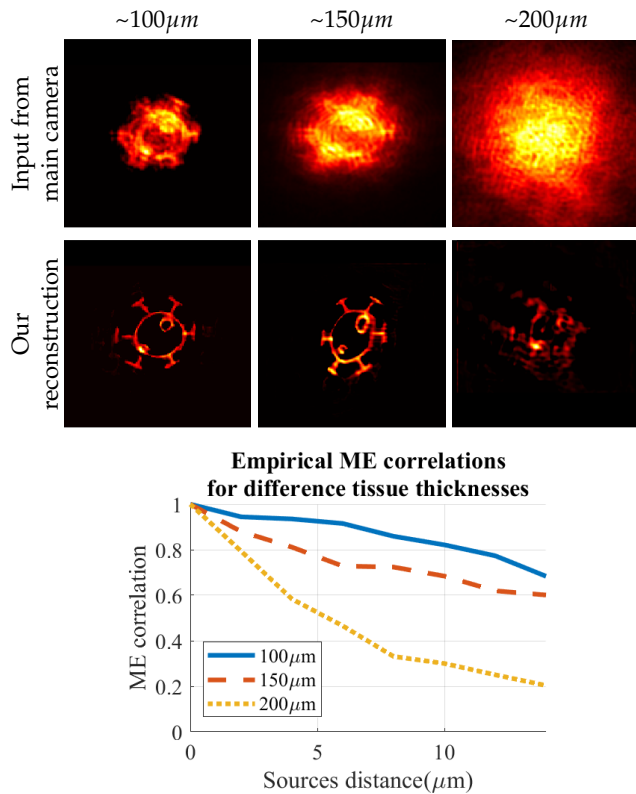 ~100μm
~150μm
~200μm
Input from
main camera
Our
reconstruction
Empirical ME correlations
for difference tissue thicknesses
ME correlation
1
0.8
0.6
0.4
0.2
0
100μm
150μm
200μm
0
5
10
Sources distance(μm)